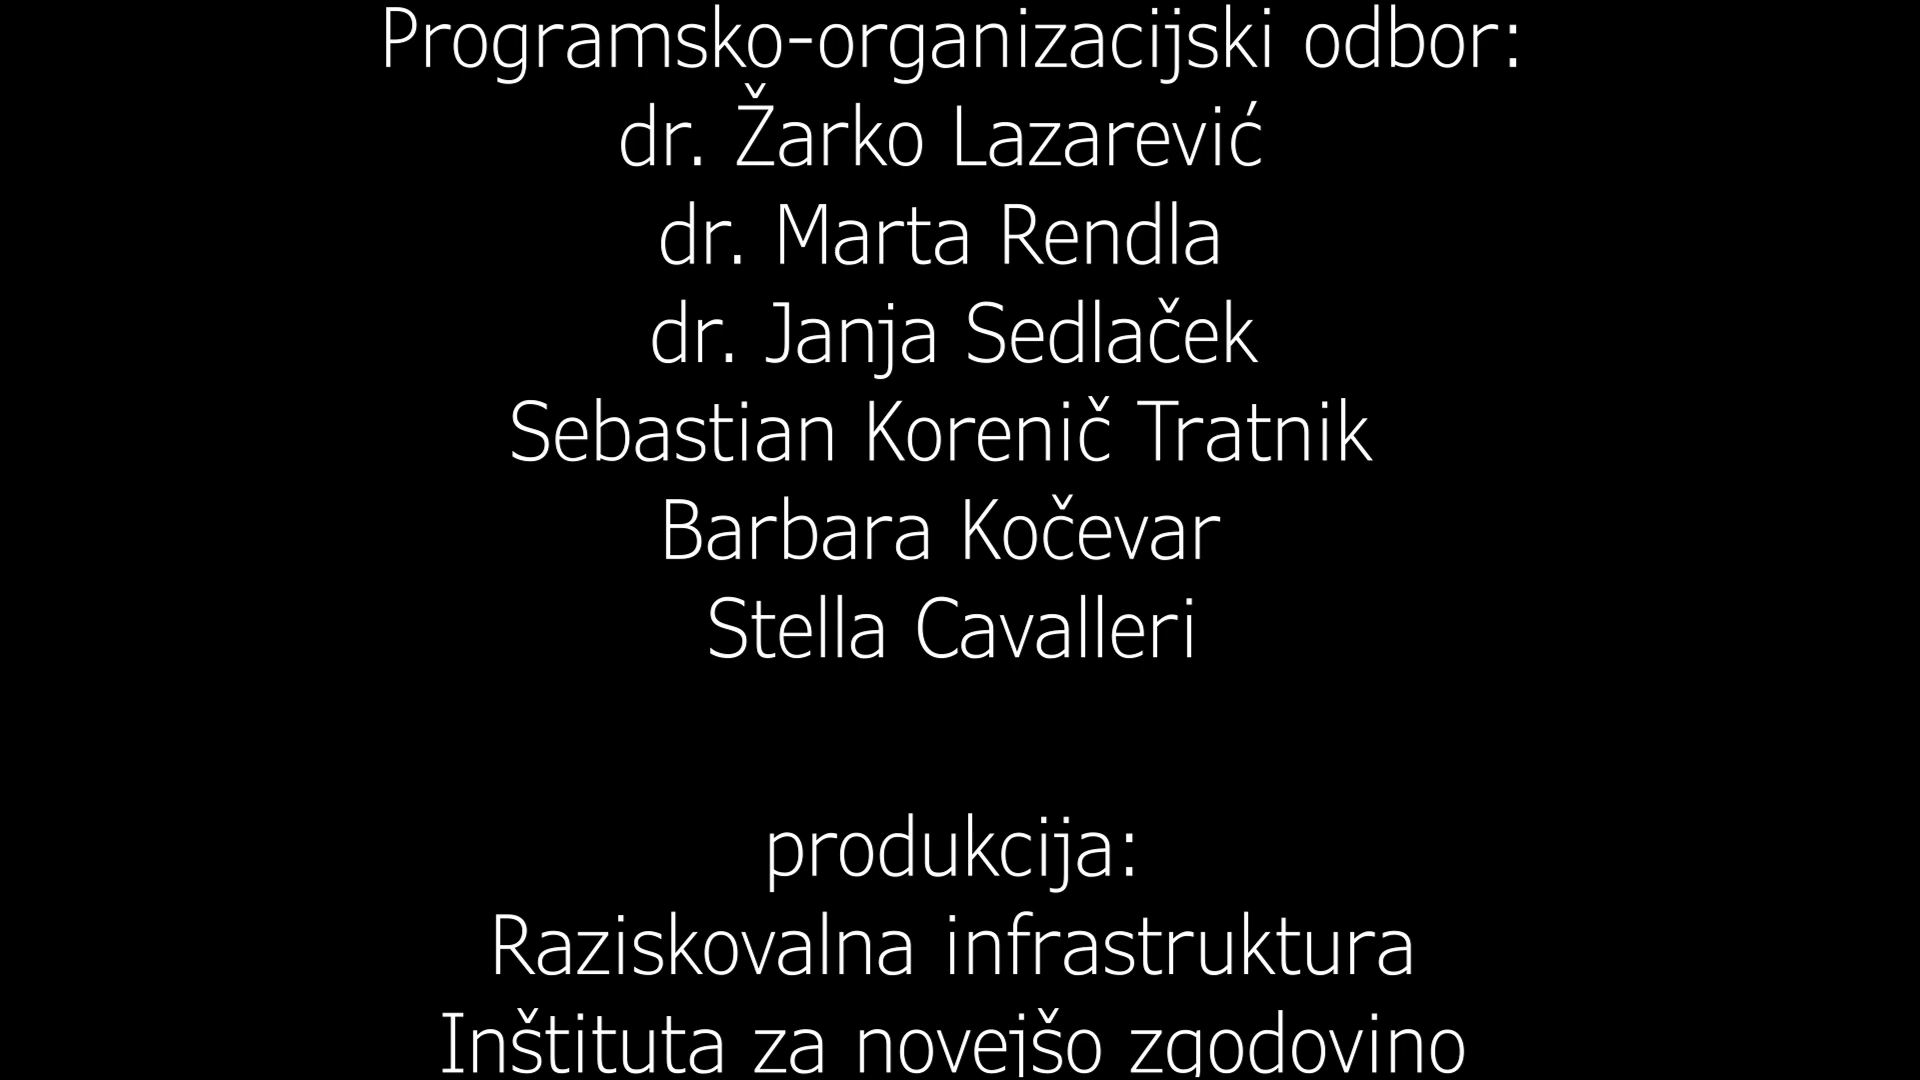 Programsko-organizacijski odbor:
dr. Žarko Lazarević
dr. Marta Rendla
dr. Janja Sedlaček
Sebastian Korenič Tratnik
Barbara Kočevar
Stella Cavalleri
produkcija:
Raziskovalna infrastruktura
Inštituta za novejšo zgodovino